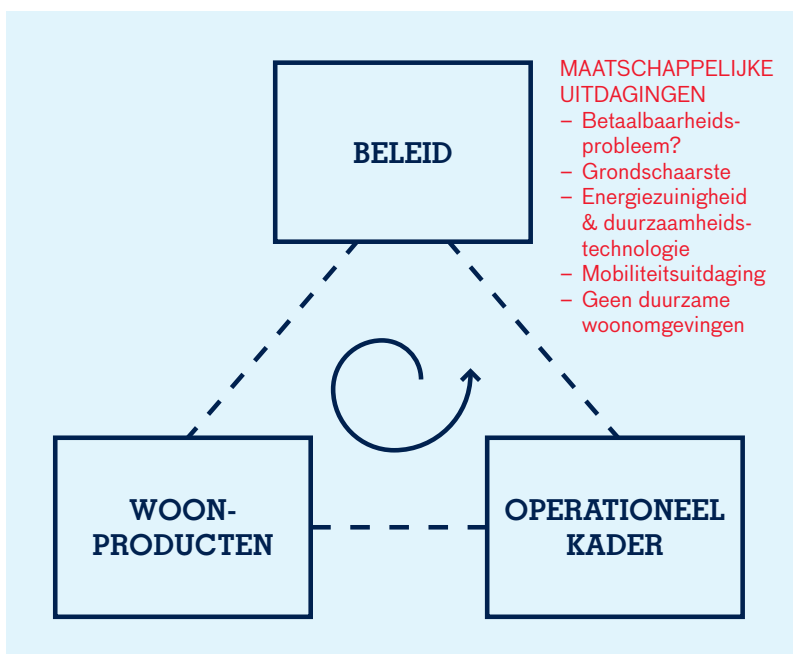 BELEID
MAATSCHAPPELIJKE
UITDAGINGEN
– Betaalbaarheids-
probleem?
– Grondschaarste
– Energiezuinigheid
& duurzaamheids-
technologie
– Mobiliteitsuitdaging
– Geen duurzame
woonomgevingen
WOON-
PRODUCTEN
OPERATIONEEL
KADER